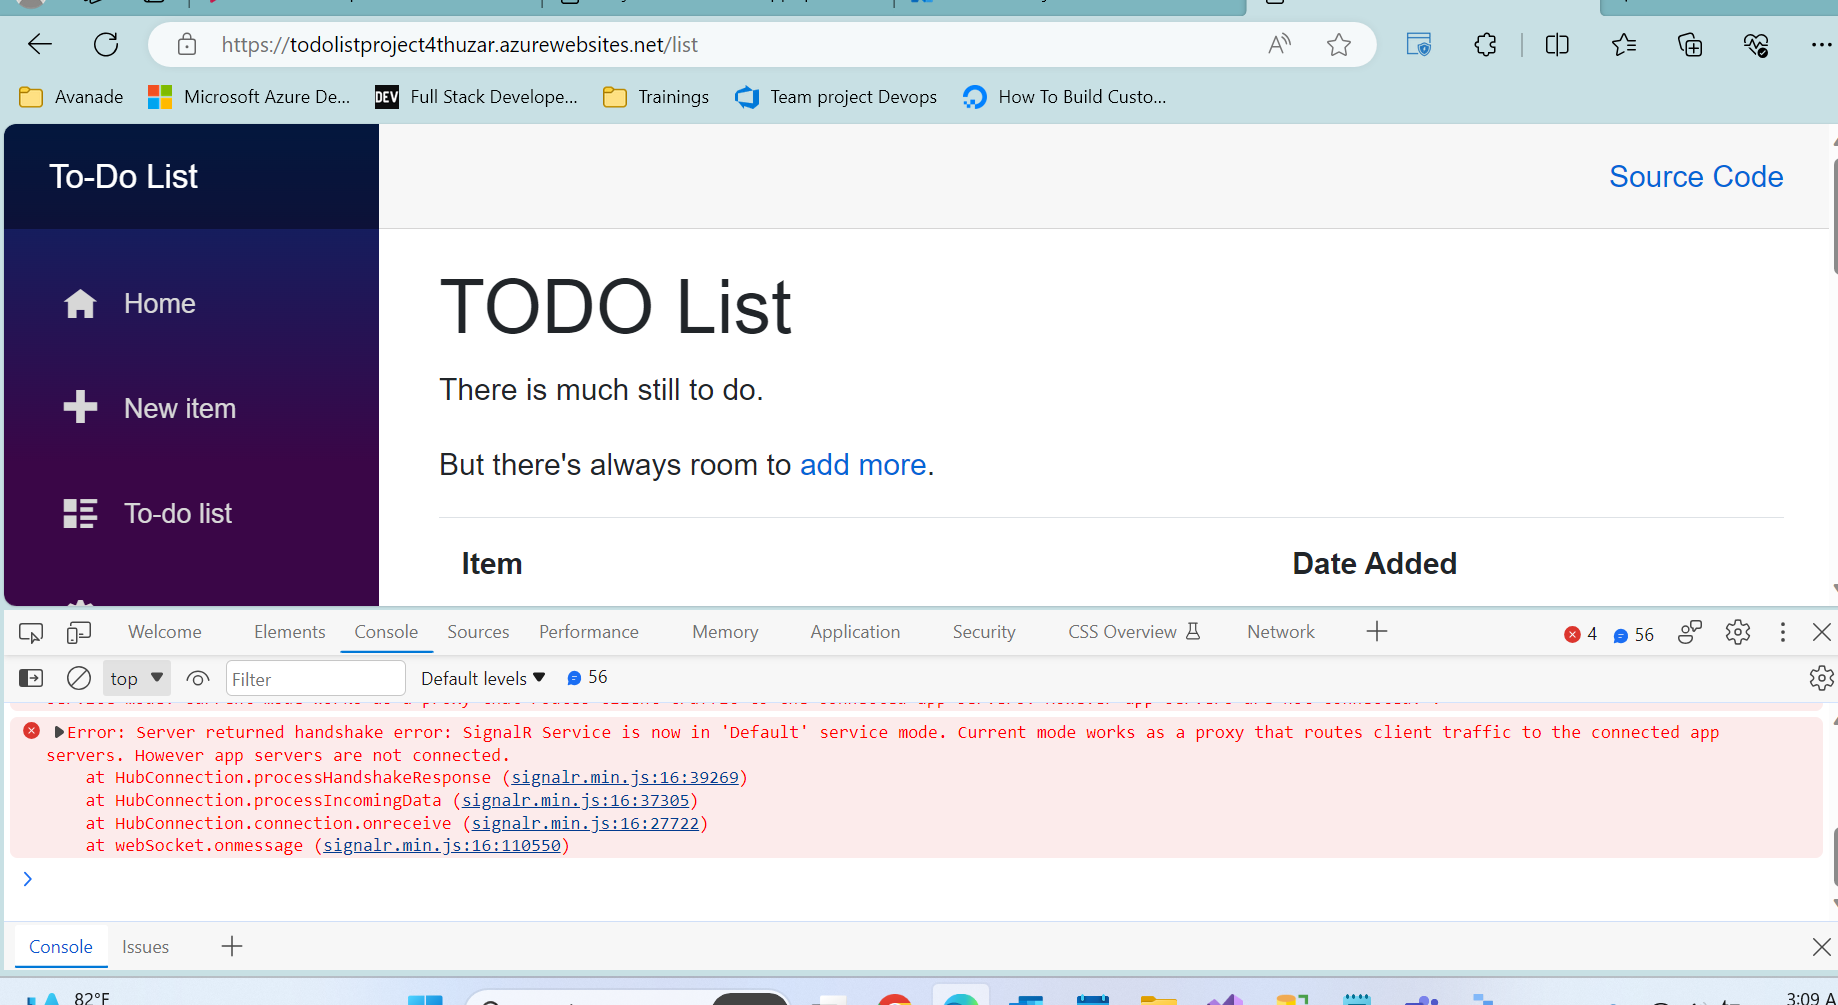 https://todolistproject4thuzar.azurewebsites.net/list
Avanade
Microsoft Azure De...
DEV
Full Stack Develope...
Trainings
Team project Devops
How To Build Custo...
To-Do List
Source Code
Home
New item
To-do list
TODO List
There is much still to do.
But there's always room to add more.
Item
Date Added
Welcome
Elements
Console
Sources
Performance
Memory
Application
Security
CSS Overview
Network
4
56
top
Filter
Default levels
56
Error: Server returned handshake error: SignalR Service is now in 'Default' service mode. Current mode works as a proxy that routes client traffic to the connected app
servers. However app servers are not connected.
at HubConnection.processHandshakeResponse (signalr.min.js:16:39269)
at HubConnection.processIncomingData (signalr.min.js:16:37305)
at HubConnection.connection.onreceive (signalr.min.js:16:27722)
at webSocket.onmessage (signalr.min.js:16:110550)
Console
Issues
82°F
3:09 A